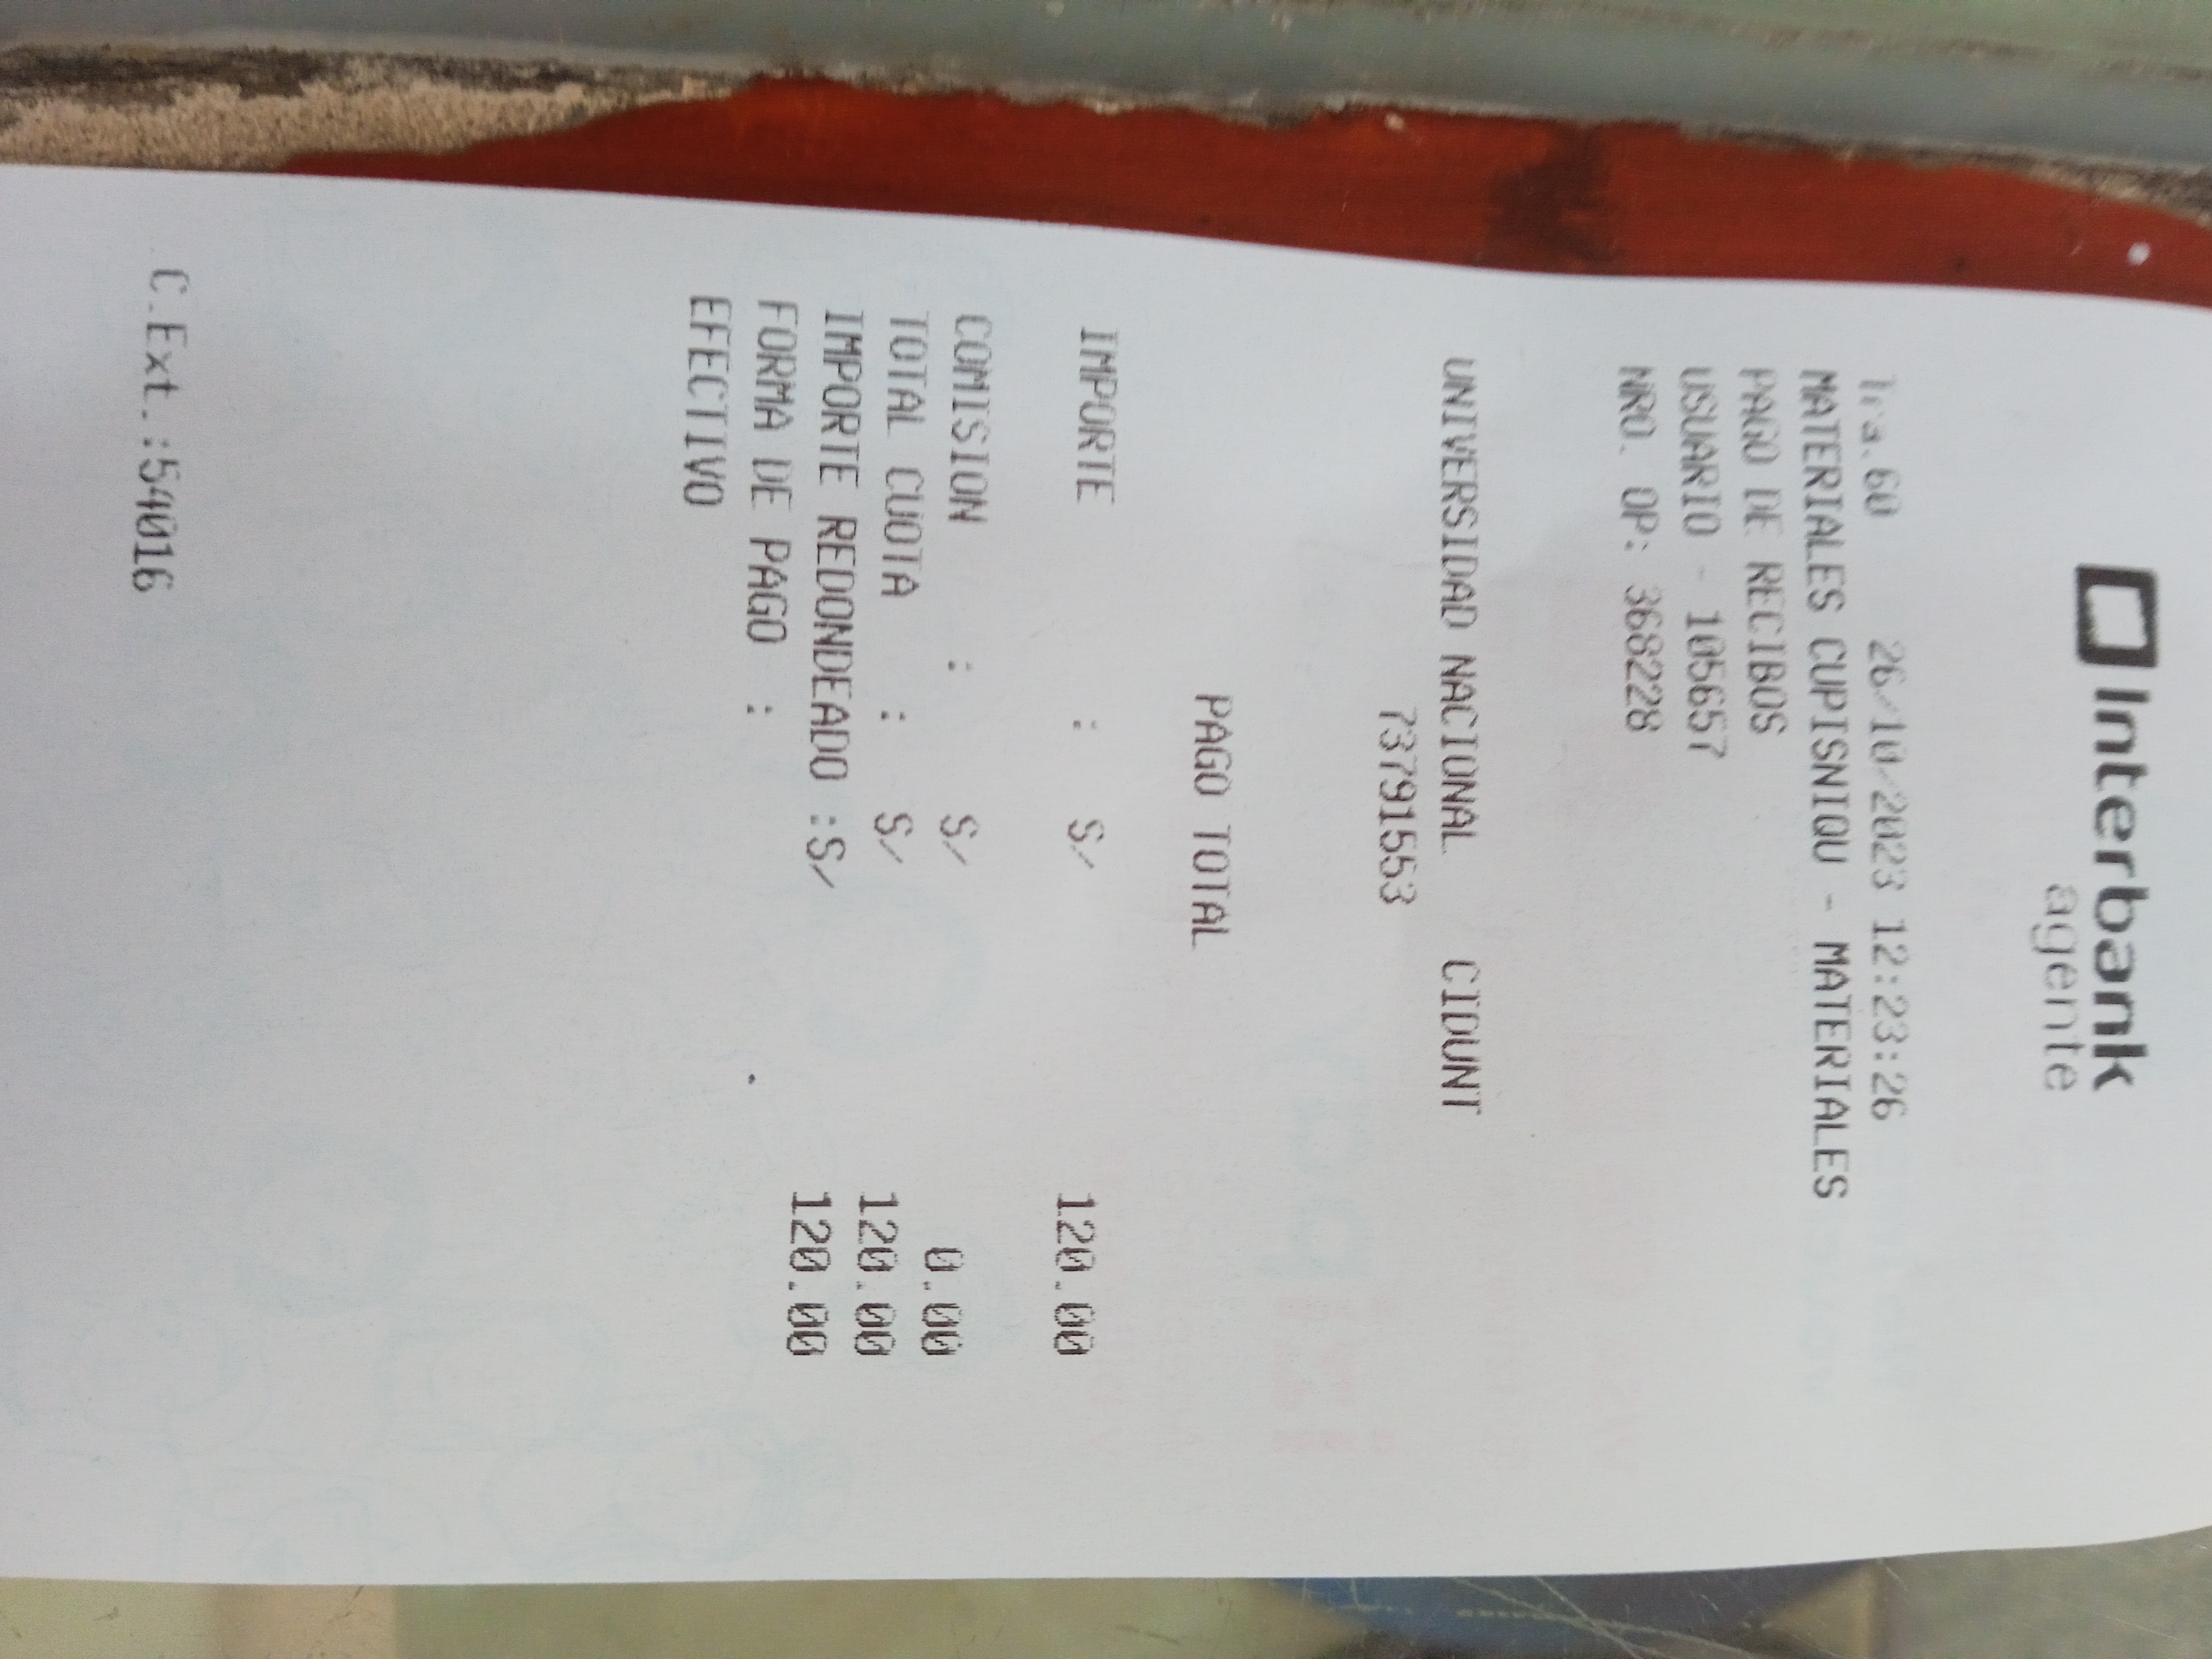 Interbank
agente
Tra.60 26/10/2023 12:23:26
MATERIALES CUPISNIQU - MATERIALES
PAGO DE RECIBOS
USUARIO - 105657
NRO. OP: 368228
UNIVERSIDAD NACIONAL CIDUNT
73791553
PAGO TOTAL
IMPORTE : S/ 120.00
COMISION : S/ 0.00
TOTAL CUOTA : S/ 120.00
IMPORTE REDONDEADO :S/ 120.00
FORMA DE PAGO :
EFECTIVO
C.Ext.:54016